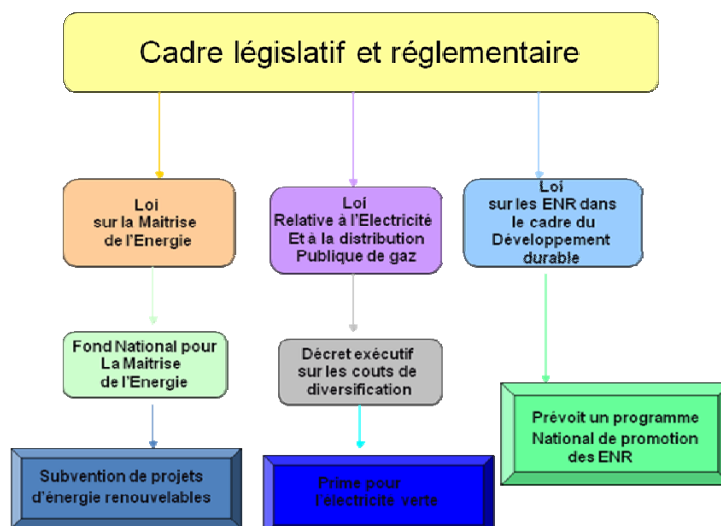 Cadre législatif et réglementaire
Loi
sur la Maitrise
de l'Energie
Loi
Relative à l'Electricité
Et à la distribution
Publique de gaz
Loi
sur les ENR dans
le cadre du
Développement
durable
Fond National pour
La Maitrise
de l'Energie
Décret exécutif
sur les couts de
diversification
Prévoit un programme
National de promotion
des ENR
Subvention de projets
d'énergie renouvelables
Prime pour
l'électricité verte